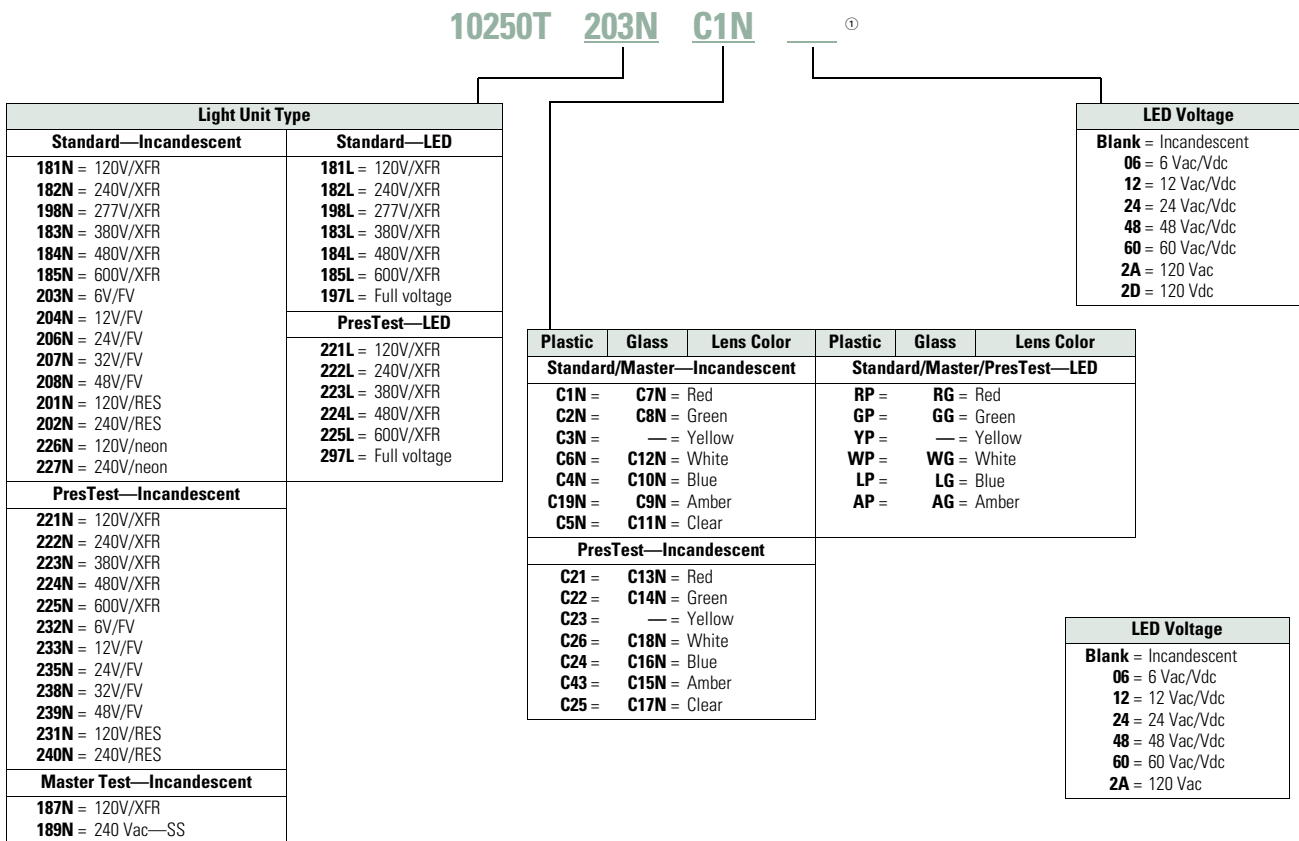 10250T 203N C1N ___ ①
Light Unit Type
Standard—Incandescent
181N = 120V/XFR
182N = 240V/XFR
198N = 277V/XFR
183N = 380V/XFR
184N = 480V/XFR
185N = 600V/XFR
203N = 6V/FV
204N = 12V/FV
206N = 24V/FV
207N = 32V/FV
208N = 48V/FV
201N = 120V/RES
202N = 240V/RES
226N = 120V/neon
227N = 240V/neon
PresTest—Incandescent
221N = 120V/XFR
222N = 240V/XFR
223N = 380V/XFR
224N = 480V/XFR
225N = 600V/XFR
232N = 6V/FV
233N = 12V/FV
235N = 24V/FV
238N = 32V/FV
239N = 48V/FV
231N = 120V/RES
240N = 240V/RES
Master Test—Incandescent
187N = 120V/XFR
189N = 240 Vac—SS
Standard—LED
181L = 120V/XFR
182L = 240V/XFR
198L = 277V/XFR
183L = 380V/XFR
184L = 480V/XFR
185L = 600V/XFR
197L = Full voltage
PresTest—LED
221L = 120V/XFR
222L = 240V/XFR
223L = 380V/XFR
224L = 480V/XFR
225L = 600V/XFR
297L = Full voltage
Plastic Glass Lens Color
Standard/Master—Incandescent
C1N = C7N = Red
C2N = C8N = Green
C3N = — = Yellow
C6N = C12N = White
C4N = C10N = Blue
C19N = C9N = Amber
C5N = C11N = Clear
PresTest—Incandescent
C21 = C13N = Red
C22 = C14N = Green
C23 = — = Yellow
C26 = C18N = White
C24 = C16N = Blue
C43 = C15N = Amber
C25 = C17N = Clear
Plastic Glass Lens Color
Standard/Master/PresTest—LED
RP = RG = Red
GP = GG = Green
YP = — = Yellow
WP = WG = White
LP = LG = Blue
AP = AG = Amber
LED Voltage
Blank = Incandescent
06 = 6 Vac/Vdc
12 = 12 Vac/Vdc
24 = 24 Vac/Vdc
48 = 48 Vac/Vdc
60 = 60 Vac/Vdc
2A = 120 Vac
2D = 120 Vdc
LED Voltage
Blank = Incandescent
06 = 6 Vac/Vdc
12 = 12 Vac/Vdc
24 = 24 Vac/Vdc
48 = 48 Vac/Vdc
60 = 60 Vac/Vdc
2A = 120 Vac